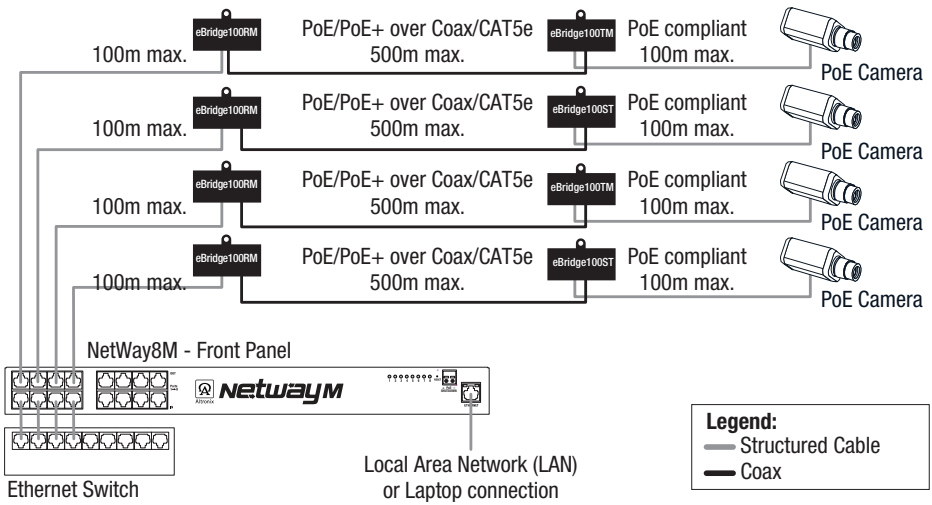 eBridge100RM
PoE/PoE+ over Coax/CAT5e
eBridge100TM
PoE compliant
100m max.
500m max.
100m max.
PoE Camera
eBridge100RM
PoE/PoE+ over Coax/CAT5e
eBridge100ST
PoE compliant
100m max.
500m max.
100m max.
PoE Camera
eBridge100RM
PoE/PoE+ over Coax/CAT5e
eBridge100TM
PoE compliant
100m max.
500m max.
100m max.
PoE Camera
eBridge100RM
PoE/PoE+ over Coax/CAT5e
eBridge100ST
PoE compliant
100m max.
500m max.
100m max.
PoE Camera
NetWay8M - Front Panel
Altronix
NetwayM
Ethernet Switch
Local Area Network (LAN)
or Laptop connection
Legend:
Structured Cable
Coax